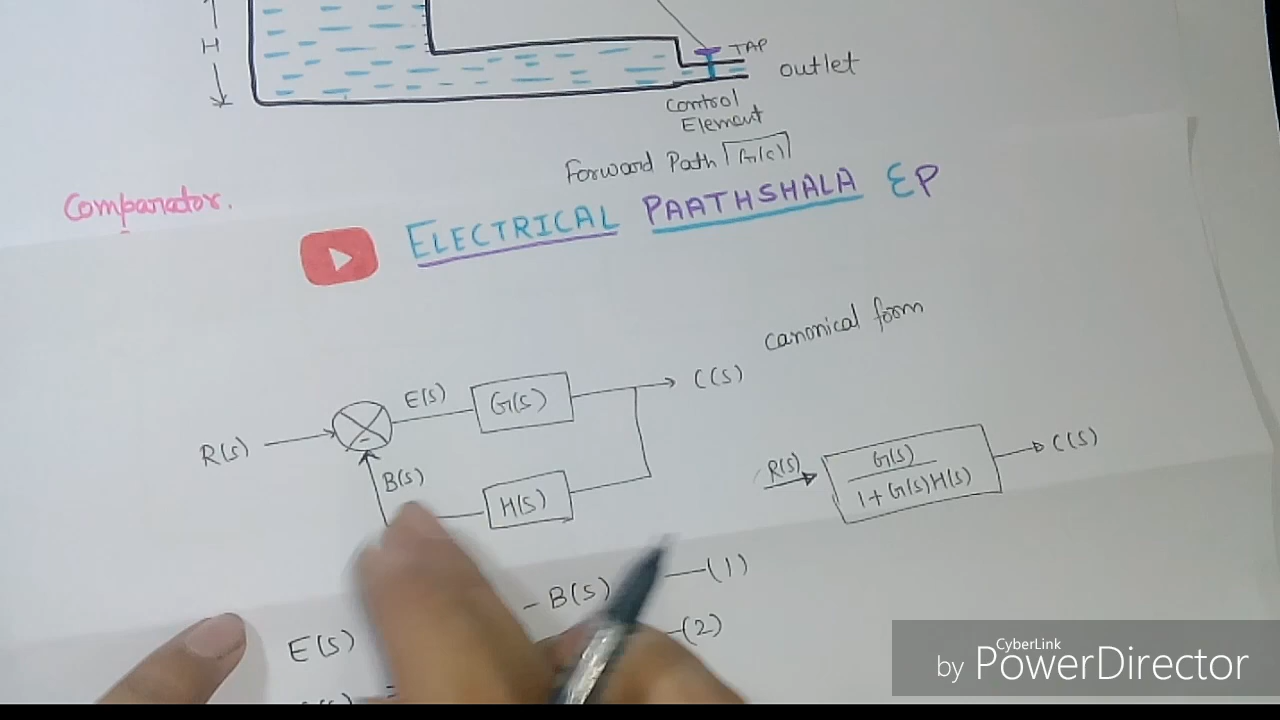 H
TAP
outlet
Control
Element
Forward Path
Comparator.
ELECTRICAL PAATHSHALA EP
canonical form
R(s)
E(s)
G(s)
C(s)
B(s)
H(s)
R(s)
G(s)
1+G(s)H(s)
C(s)
E(s) - B(s) —(1)
—(2)
CyberLink
by PowerDirector